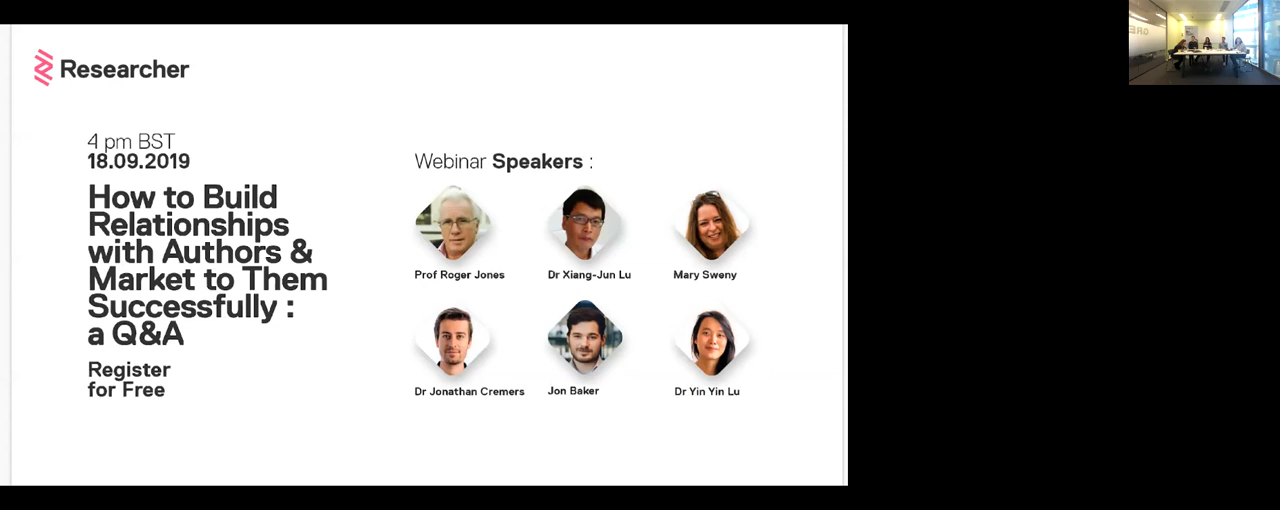 Researcher
4 pm BST
18.09.2019
How to Build
Relationships
with Authors &
Market to Them
Successfully :
a Q&A
Register
for Free
Webinar Speakers :
Prof Roger Jones
Dr Xiang-Jun Lu
Mary Sweny
Dr Jonathan Cremers
Jon Baker
Dr Yin Yin Lu